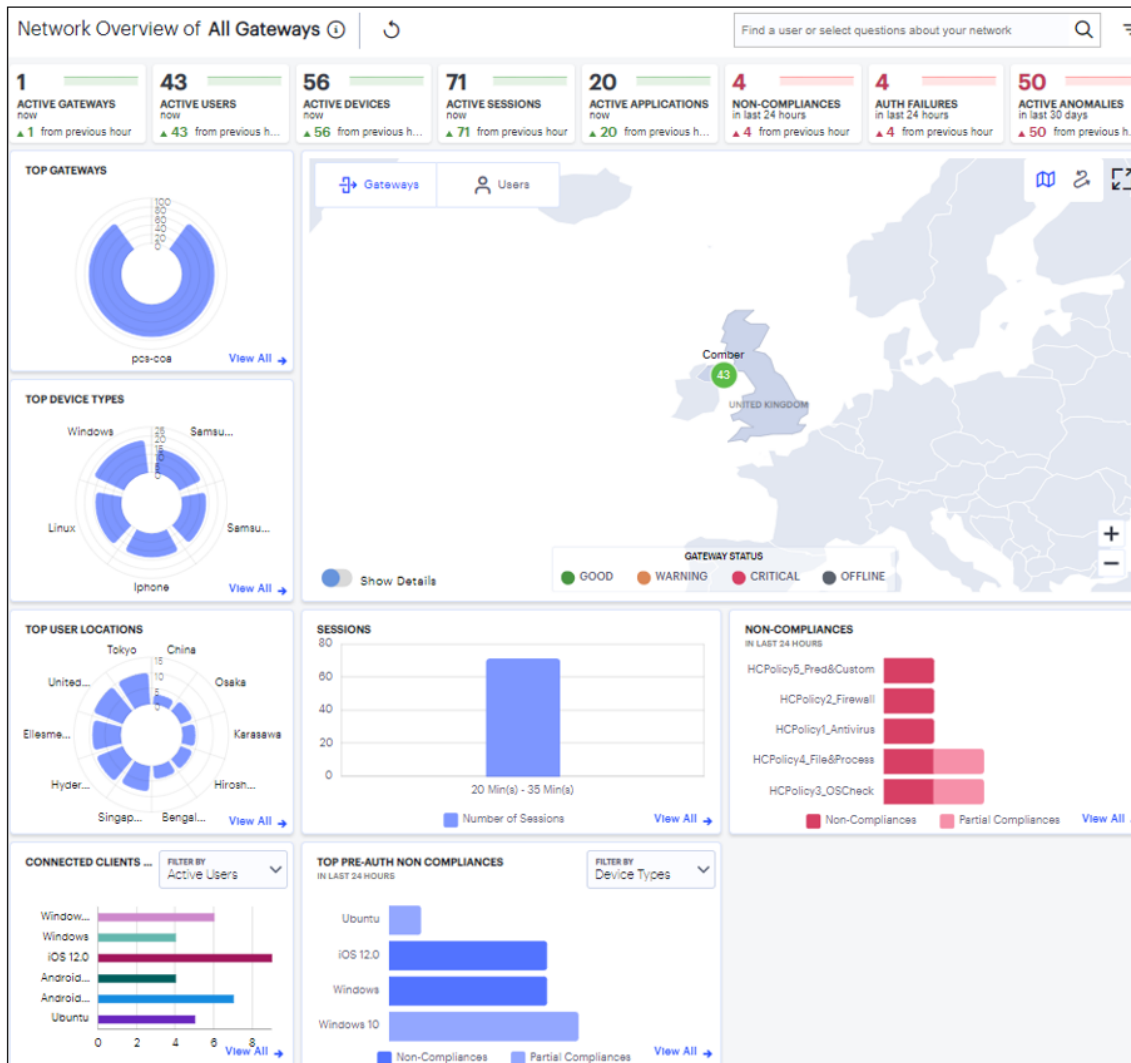 Network Overview of All Gateways
Find a user or select questions about your network
1
ACTIVE GATEWAYS
now
▲ 1 from previous hour
43
ACTIVE USERS
now
▲ 43 from previous h...
56
ACTIVE DEVICES
now
▲ 56 from previous h...
71
ACTIVE SESSIONS
now
▲ 71 from previous hour
20
ACTIVE APPLICATIONS
now
▲ 20 from previous h...
4
NON-COMPLIANCES
in last 24 hours
▲ 4 from previous hour
4
AUTH FAILURES
in last 24 hours
▲ 4 from previous hour
50
ACTIVE ANOMALIES
in last 30 days
▲ 50 from previous h..
TOP GATEWAYS
100
80
60
40
20
0
pcs-coa
View All
Gateways
Users
Comber
43
UNITED KINGDOM
Show Details
GATEWAY STATUS
GOOD
WARNING
CRITICAL
OFFLINE
+
−
TOP DEVICE TYPES
Windows
Samsu...
Linux
Samsu...
Iphone
View All
TOP USER LOCATIONS
Tokyo
China
15
10
5
0
United...
Osaka
Ellesme...
Karasawa
Hyder...
Hirosh...
Singap...
Bengal...
View All
SESSIONS
80
60
40
20
0
20 Min(s) - 35 Min(s)
Number of Sessions
View All
NON-COMPLIANCES
IN LAST 24 HOURS
HCPolicy5_Pred&Custom
HCPolicy2_Firewall
HCPolicy1_Antivirus
HCPolicy4_File&Process
HCPolicy3_OSCheck
Non-Compliances
Partial Compliances
View All
CONNECTED CLIENTS ...
FILTER BY
Active Users
Window...
Windows
iOS 12.0
Android...
Android...
Ubuntu
0 2 4 6 8
View All
TOP PRE-AUTH NON COMPLIANCES
IN LAST 24 HOURS
FILTER BY
Device Types
Ubuntu
iOS 12.0
Windows
Windows 10
Non-Compliances
Partial Compliances
View All